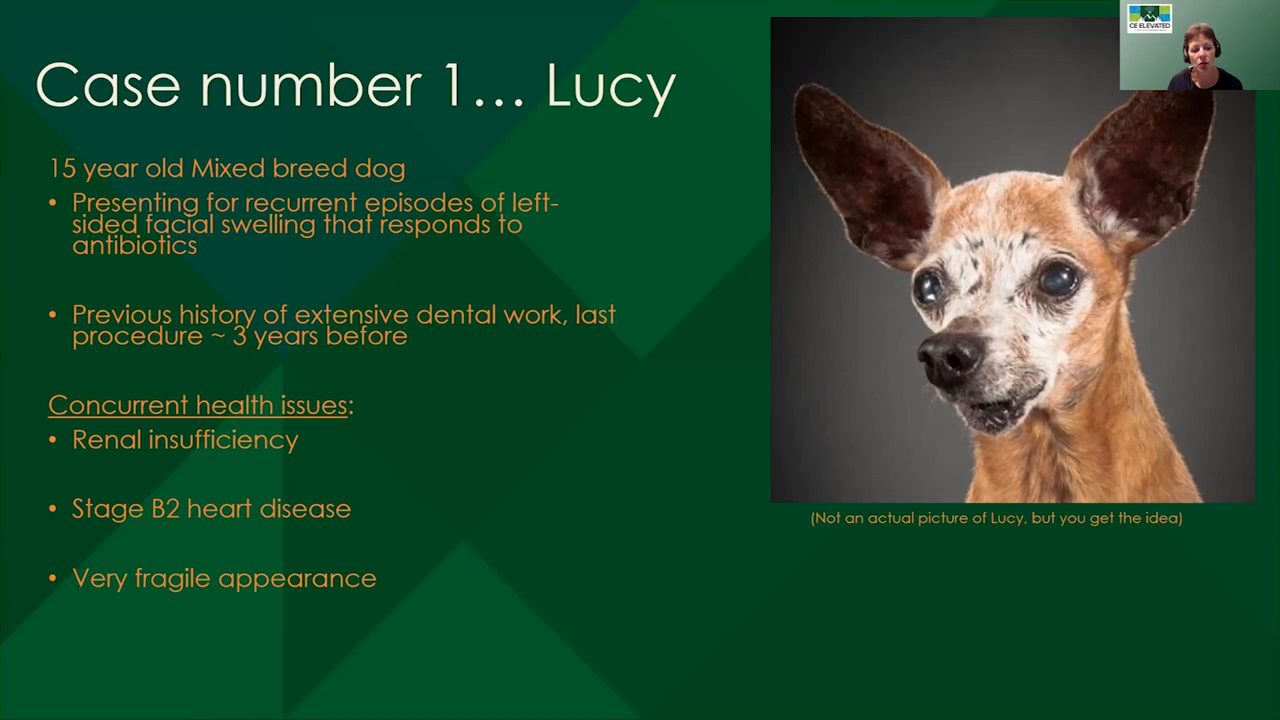 CE ELEVATED
Case number 1... Lucy
15 year old Mixed breed dog
• Presenting for recurrent episodes of left-
sided facial swelling that responds to
antibiotics
• Previous history of extensive dental work, last
procedure ~ 3 years before
Concurrent health issues:
• Renal insufficiency
• Stage B2 heart disease
• Very fragile appearance
(Not an actual picture of Lucy, but you get the idea)